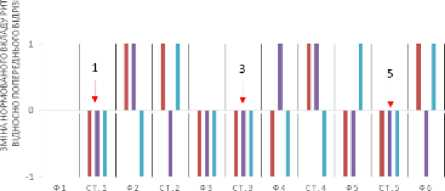 ЗМІНА НОРМОВАНОГО ВКЛАДУ РИТ
ВІДНОСНО ПОПЕРЕДНЬОГО ВІДРІЗ
1
0
-1
1
3
5
Ф1 СТ. 1 Ф2 СТ.2 Ф3 СТ.3 Ф4 СТ.4 Ф5 СТ.5 Ф6